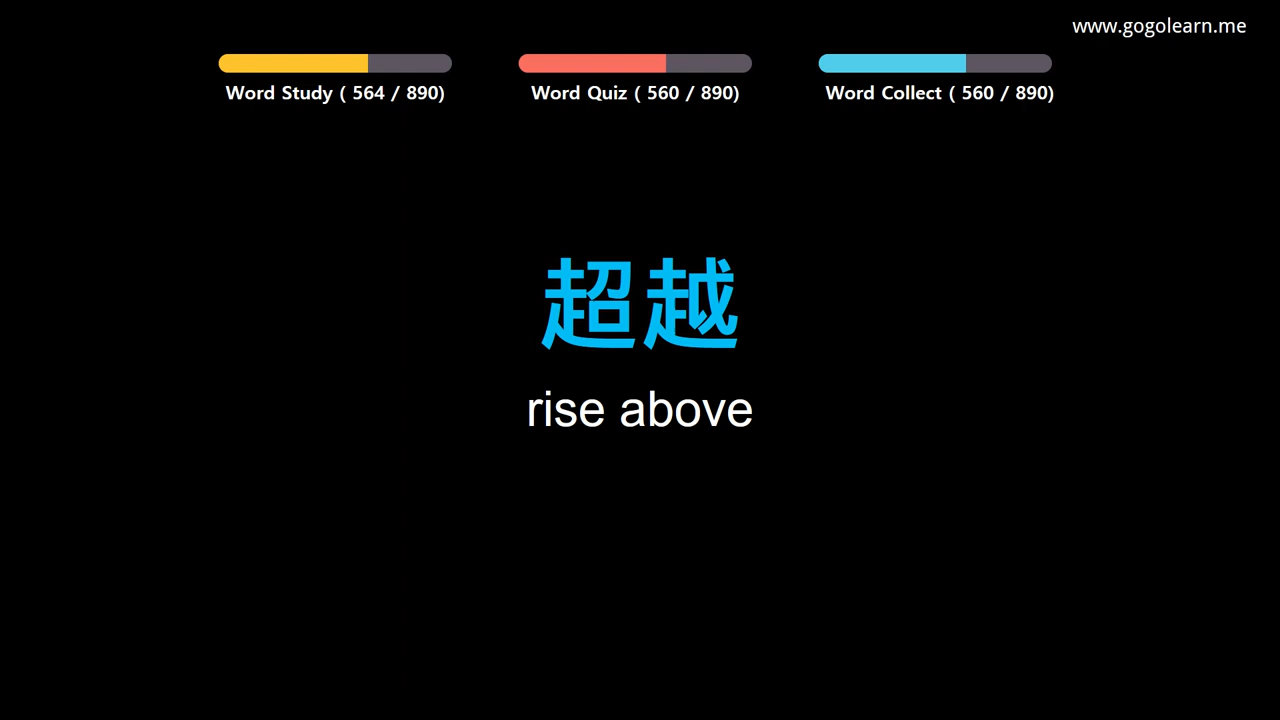 www.gogolearn.me
Word Study ( 564 / 890)
Word Quiz ( 560 / 890)
Word Collect ( 560 / 890)
超越
rise above